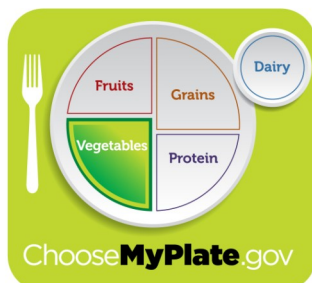 Fruits
Grains
Dairy
Vegetables
Protein
ChooseMyPlate.gov